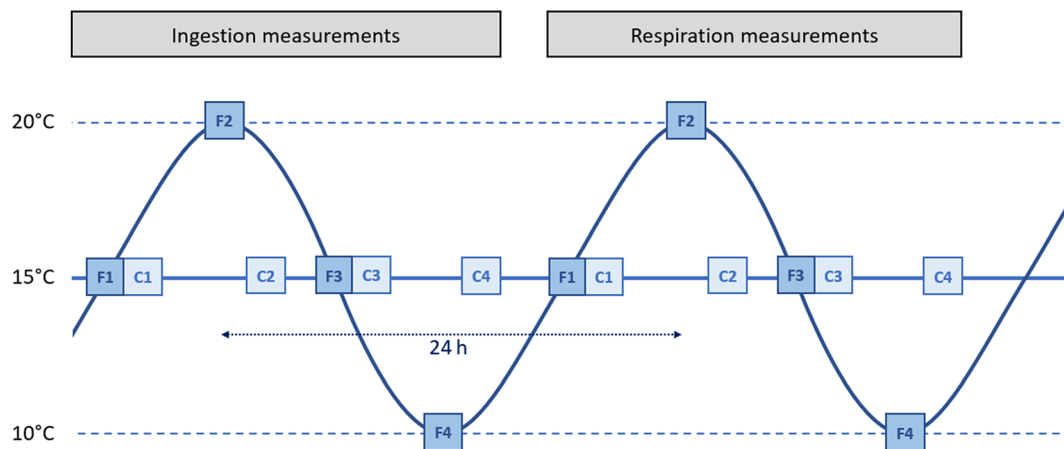 Ingestion measurements
Respiration measurements
20°C
F2
F2
15°C
F1
C1
C2
F3
C3
C4
F1
C1
C2
F3
C3
C4
24 h
10°C
F4
F4